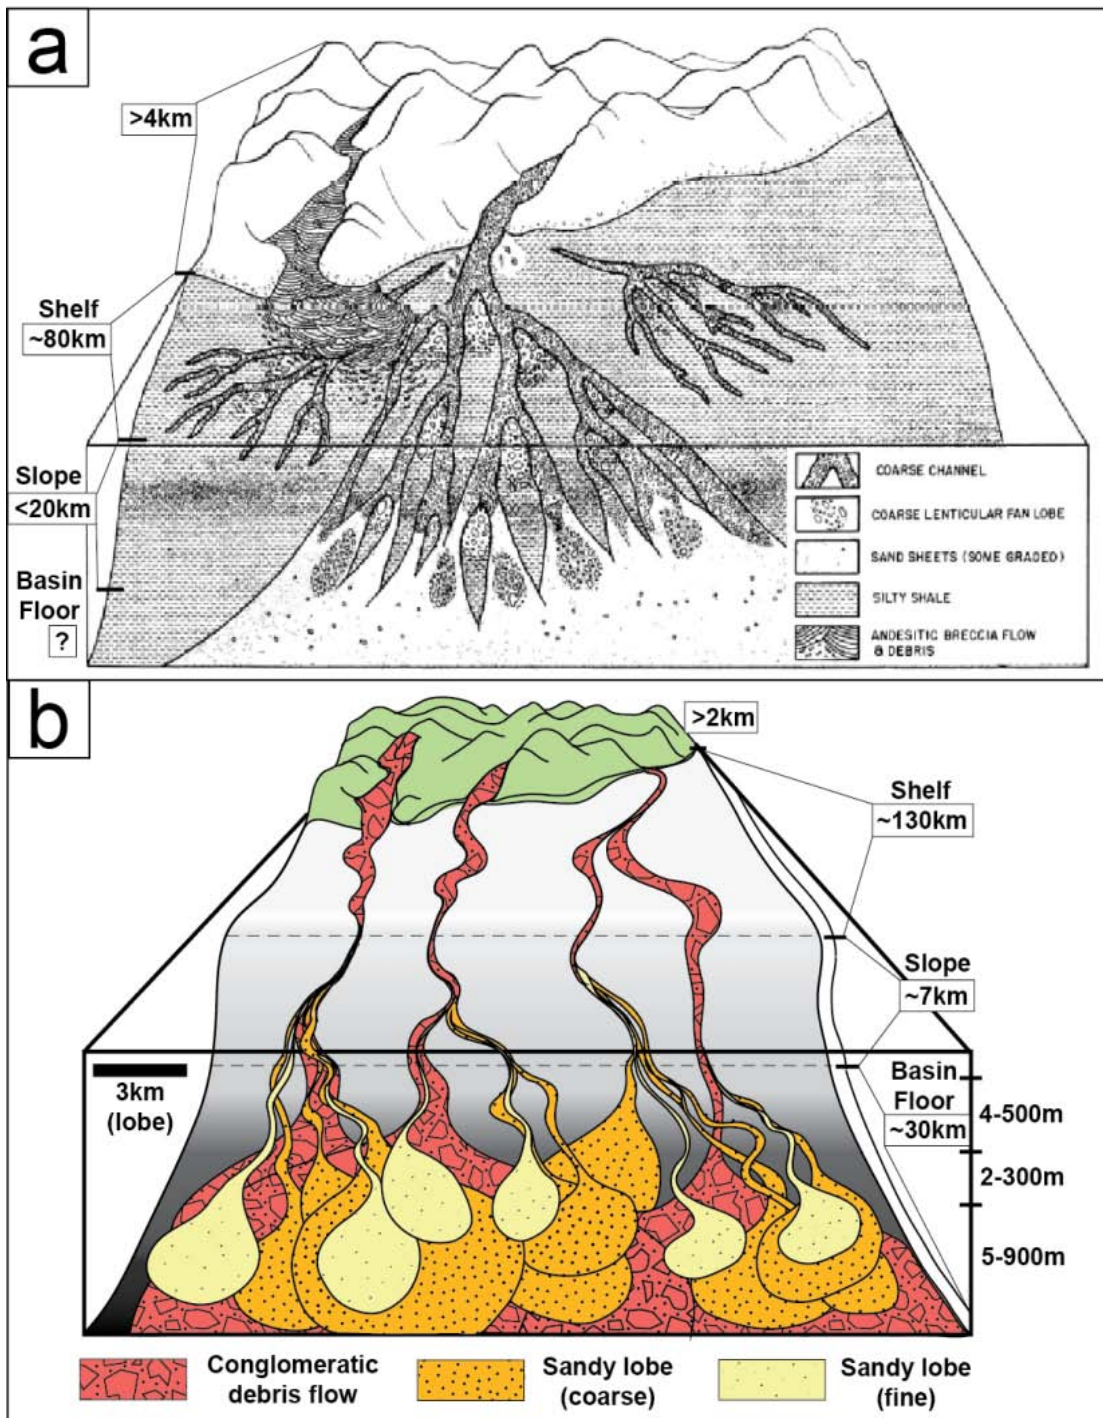 a
>4km
Shelf
~80km
Slope
<20km
Basin
Floor
?
COARSE CHANNEL
COARSE LENTICULAR FAN LOBE
SAND SHEETS (SOME GRADED)
SILTY SHALE
ANDESITIC BRECCIA FLOW
& DEBRIS
b
>2km
Shelf
~130km
Slope
~7km
Basin
Floor
~30km
3km
(lobe)
4-500m
2-300m
5-900m
Conglomeratic
debris flow
Sandy lobe
(coarse)
Sandy lobe
(fine)